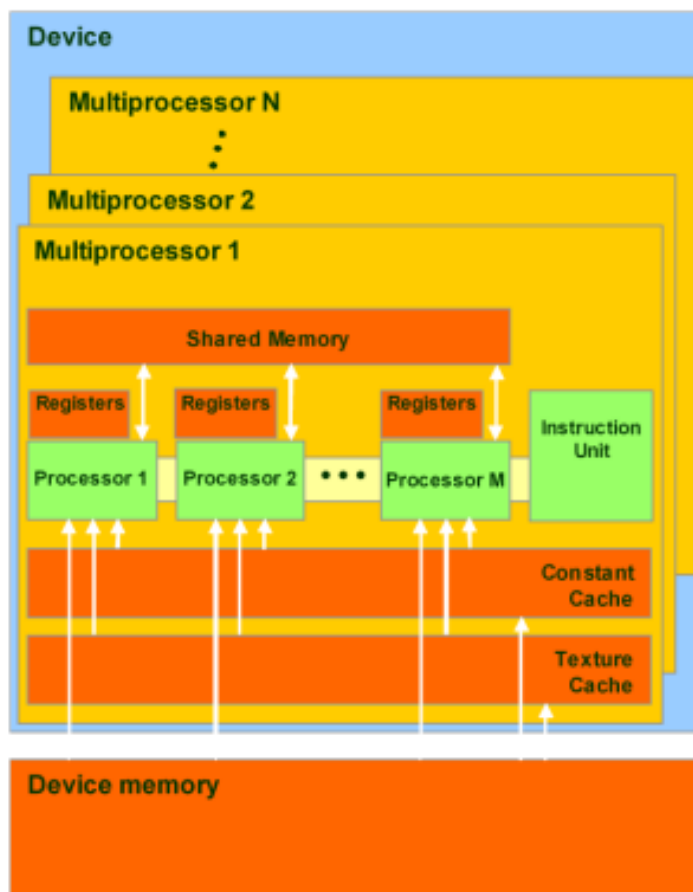 Device
Multiprocessor N
Multiprocessor 2
Multiprocessor 1
Shared Memory
Registers
Registers
Registers
Instruction
Unit
Processor 1
Processor 2
Processor M
Constant
Cache
Texture
Cache
Device memory